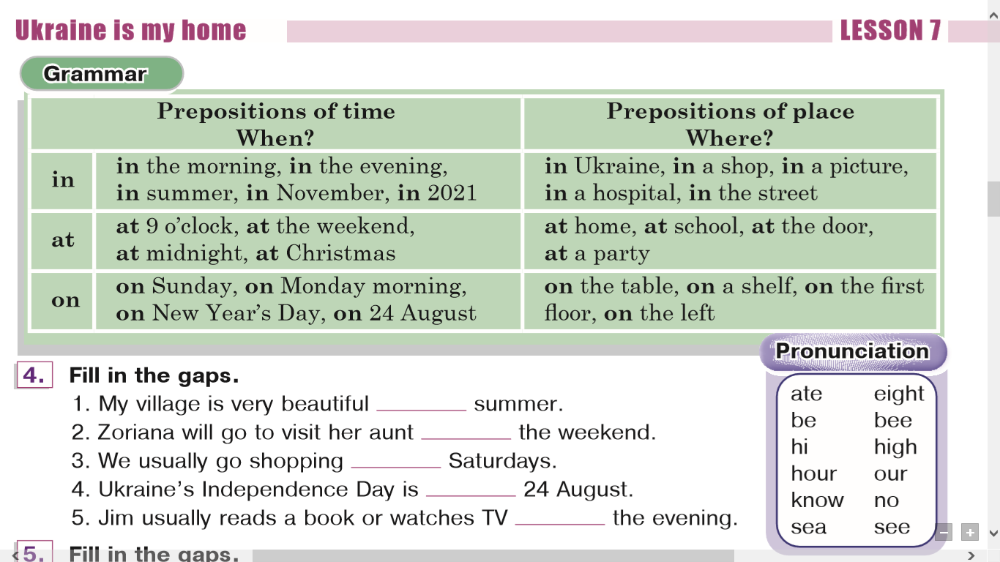 Ukraine is my home
LESSON 7
Grammar
Prepositions of time
When?
Prepositions of place
Where?
in
in the morning, in the evening,
in summer, in November, in 2021
in Ukraine, in a shop, in a picture,
in a hospital, in the street
at
at 9 o’clock, at the weekend,
at midnight, at Christmas
at home, at school, at the door,
at a party
on
on Sunday, on Monday morning,
on New Year’s Day, on 24 August
on the table, on a shelf, on the first
floor, on the left
4. Fill in the gaps.
1. My village is very beautiful ________ summer.
2. Zoriana will go to visit her aunt ________ the weekend.
3. We usually go shopping ________ Saturdays.
4. Ukraine’s Independence Day is ________ 24 August.
5. Jim usually reads a book or watches TV ________ the evening.
Pronunciation
ate eight
be bee
hi high
hour our
know no
sea see
5. Fill in the gaps.